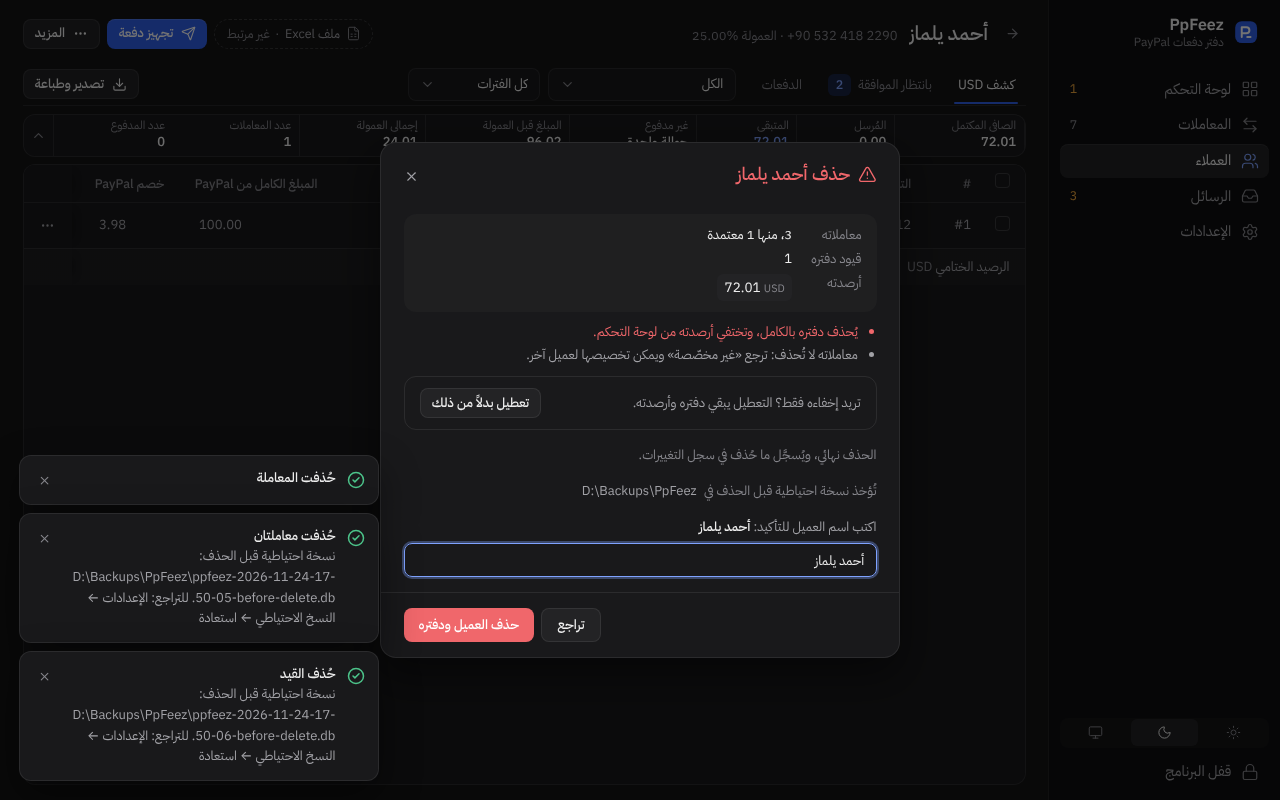 PpFeez
دفتر دفعات PayPal
لوحة التحكم 1
المعاملات 7
العملاء
الرسائل 3
الإعدادات
قفل البرنامج
أحمد يلماز
+90 532 418 2290 · العمولة 25.00%
ملف Excel · غير مرتبط
تجهيز دفعة
المزيد
كشف USD
بانتظار الموافقة 2
الدفعات
الكل
كل الفترات
تصدير وطباعة
الصافي المكتمل
72.01
المُرسل
0.00
المتبقي
72.01
غير مدفوع
حوالة واحدة
المبلغ قبل العمولة
96.02
إجمالي العمولة
24.01
عدد المعاملات
1
عدد المدفوع
0
#
المبلغ الكامل من PayPal
خصم PayPal
#1
100.00
3.98
الرصيد الختامي USD
حذف أحمد يلماز
معاملاته 3، منها 1 معتمدة
قيود دفتره 1
أرصدته 72.01 USD
يُحذف دفتره بالكامل، وتختفي أرصدته من لوحة التحكم.
معاملاته لا تُحذف: ترجع «غير مخصّصة» ويمكن تخصيصها لعميل آخر.
تريد إخفاءه فقط؟ التعطيل يبقي دفتره وأرصدته.
تعطيل بدلاً من ذلك
الحذف نهائي، ويُسجَّل ما حُذف في سجل التغييرات.
تُؤخذ نسخة احتياطية قبل الحذف في D:\Backups\PpFeez
اكتب اسم العميل للتأكيد: أحمد يلماز
أحمد يلماز
تراجع
حذف العميل ودفتره
حُذفت المعاملة
حُذفت معاملتان
نسخة احتياطية قبل الحذف:
D:\Backups\PpFeez\ppfeez-2026-11-24-17-
50-05-before-delete.db. للتراجع: الإعدادات ←
النسخ الاحتياطي ← استعادة
حُذف القيد
نسخة احتياطية قبل الحذف:
D:\Backups\PpFeez\ppfeez-2026-11-24-17-
50-06-before-delete.db. للتراجع: الإعدادات ←
النسخ الاحتياطي ← استعادة